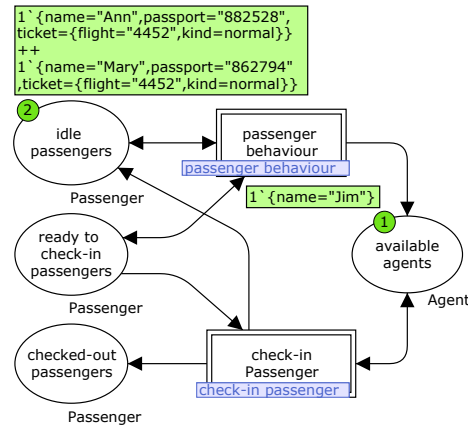 1`{name="Ann",passport="882528",
ticket={flight="4452",kind=normal}}
++
1`{name="Mary",passport="862794"
,ticket={flight="4452",kind=normal}}
2
idle
passengers
Passenger
passenger
behaviour
passenger behaviour
1`{name="Jim"}
1
available
agents
Agent
ready to
check-in
passengers
Passenger
checked-out
passengers
Passenger
check-in
Passenger
check-in passenger